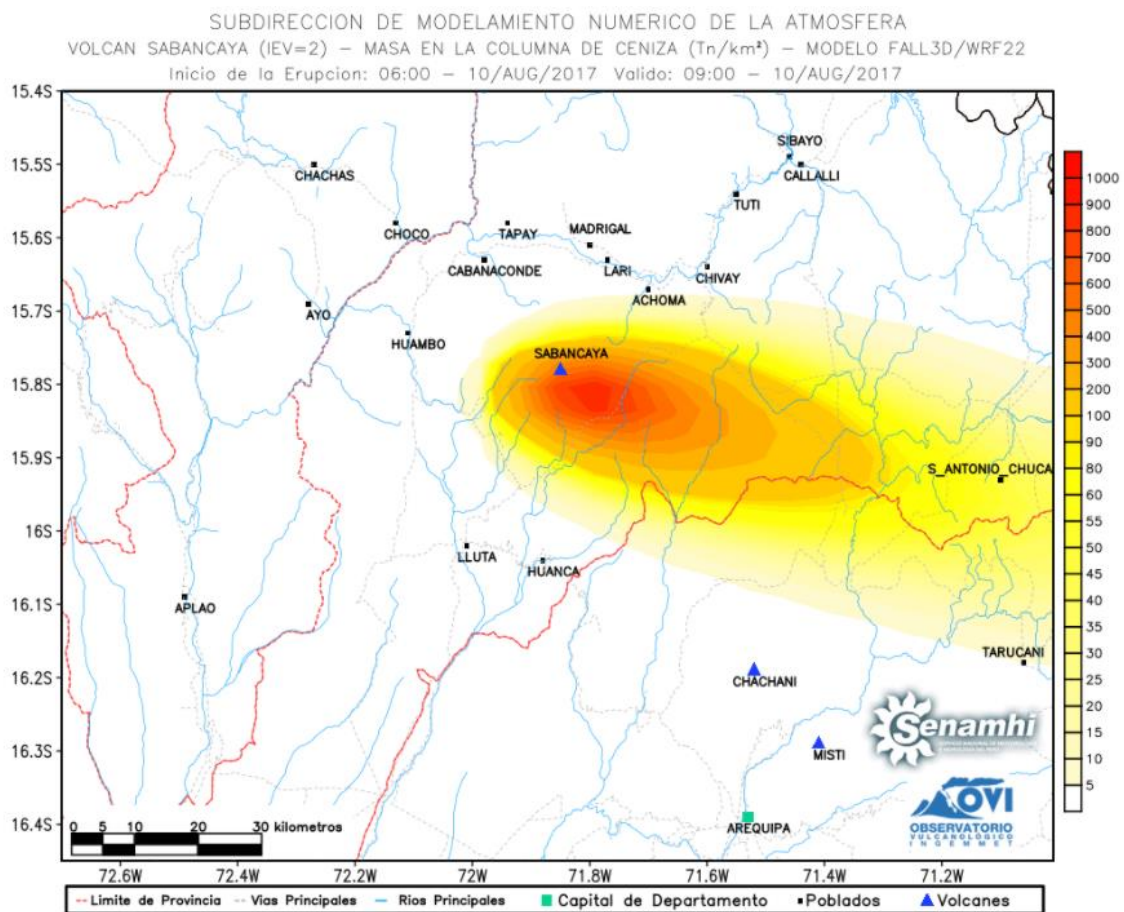 SUBDIRECCION DE MODELAMIENTO NUMERICO DE LA ATMOSFERA
VOLCAN SABANCAYA (IEV=2) – MASA EN LA COLUMNA DE CENIZA (Tn/km²) – MODELO FALL3D/WRF22
Inicio de la Erupcion: 06:00 – 10/AUG/2017 Valido: 09:00 – 10/AUG/2017
15.4S
15.5S
15.6S
15.7S
15.8S
15.9S
16S
16.1S
16.2S
16.3S
16.4S
SIBAYO
CALLALLI
CHACHAS
TUTI
CHOCO
TAPAY
MADRIGAL
CABANACONDE
LARI
CHIVAY
ACHOMA
AYO
HUAMBO
SABANCAYA
S_ANTONIO_CHUCA
LLUTA
HUANCA
APLAO
TARUCANI
CHACHANI
MISTI
AREQUIPA
1000
900
800
700
600
500
400
300
200
100
90
80
60
55
50
45
40
35
30
25
20
15
10
5
Senamhi
OVI
OBSERVATORIO
VULCANOLÓGICO
INGEMMET
0 5 10 20 30 kilometros
72.6W 72.4W 72.2W 72W 71.8W 71.6W 71.4W 71.2W
Limite de Provincia Vias Principales Rios Principales Capital de Departamento Poblados Volcanes